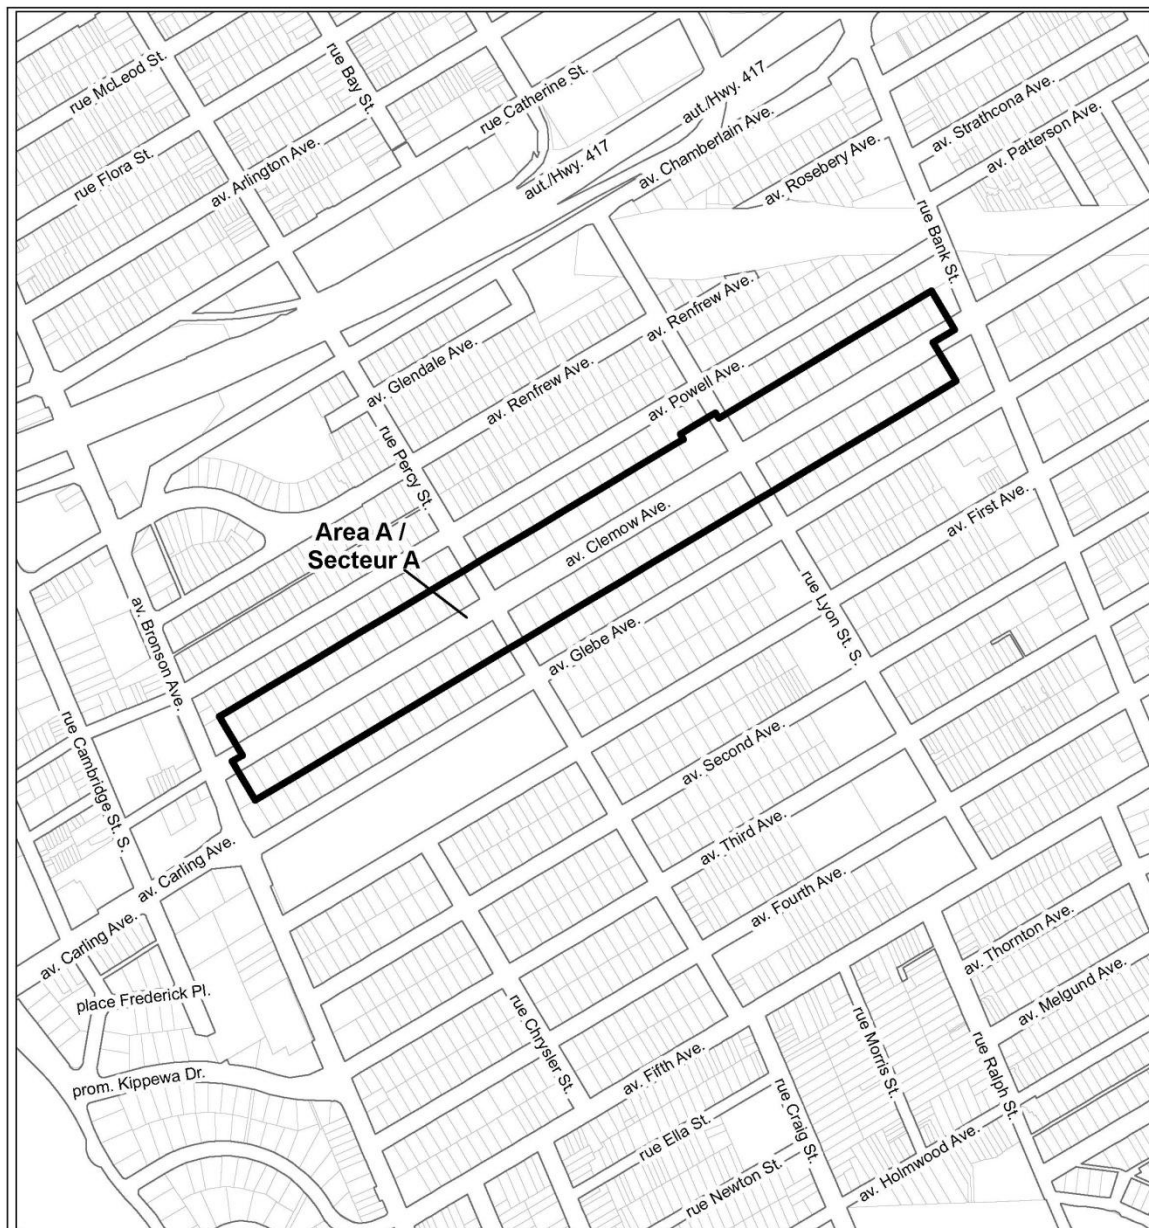 rue McLeod St.
rue Bay St.
rue Catherine St.
aut./Hwy. 417
av. Strathcona Ave.
rue Flora St.
av. Arlington Ave.
aut./Hwy. 417
av. Chamberlain Ave.
av. Rosebery Ave.
av. Patterson Ave.
rue Bank St.
av. Glendale Ave.
av. Renfrew Ave.
av. Renfrew Ave.
av. Powell Ave.
rue Percy St.
Area A /
Secteur A
av. Clemow Ave.
av. First Ave.
av. Bronson Ave.
av. Glebe Ave.
rue Lyon St. S.
rue Cambridge St. S.
av. Second Ave.
av. Carling Ave.
av. Third Ave.
av. Fourth Ave.
av. Carling Ave.
av. Thornton Ave.
place Frederick Pl.
av. Melgund Ave.
rue Chrysler St.
rue Morris St.
rue Ralph St.
prom. Kippewa Dr.
av. Fifth Ave.
rue Craig St.
rue Ella St.
av. Holmwood Ave.
rue Newton St.